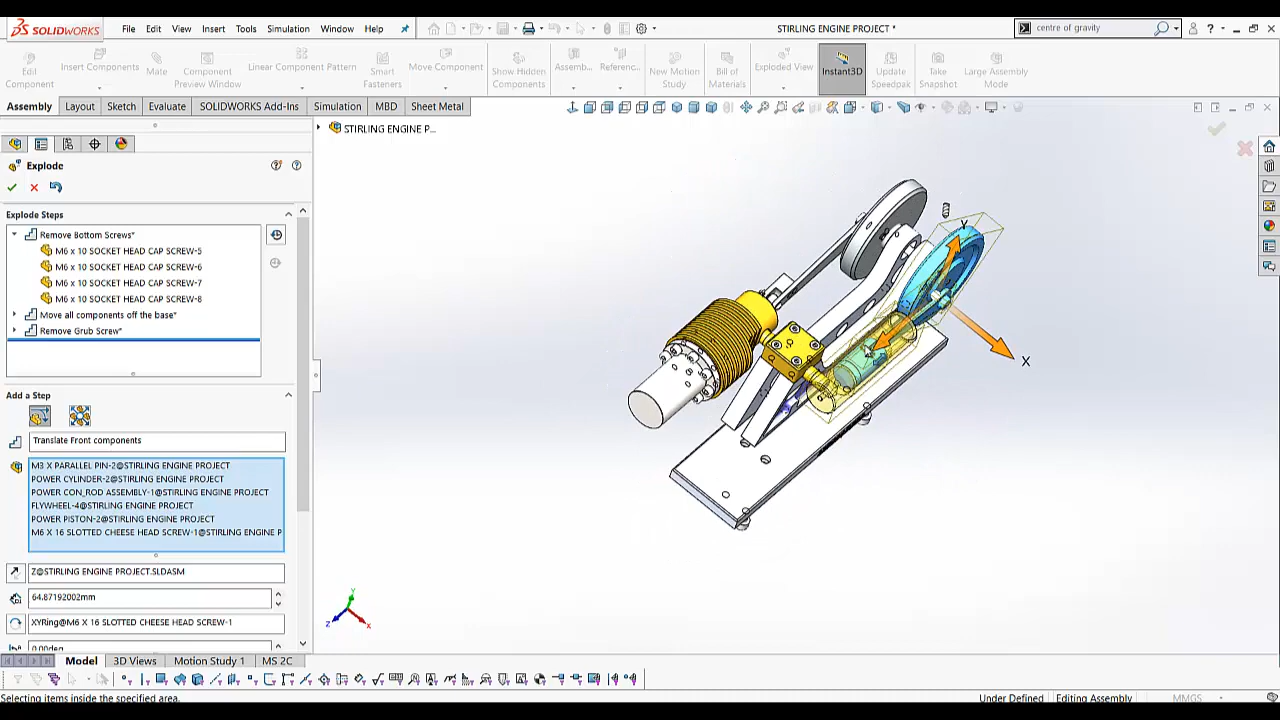 SOLIDWORKS File Edit View Insert Tools Simulation Window Help STIRLING ENGINE PROJECT * centre of gravity
Edit Component
Insert Components
Mate
Component Preview Window
Linear Component Pattern
Smart Fasteners
Move Component
Show Hidden Components
Assemb...
Referenc...
New Motion Study
Bill of Materials
Exploded View
Instant3D
Update Speedpak
Take Snapshot
Large Assembly Mode
Assembly Layout Sketch Evaluate SOLIDWORKS Add-Ins Simulation MBD Sheet Metal
STIRLING ENGINE P...
Explode
Explode Steps
Remove Bottom Screws*
M6 x 10 SOCKET HEAD CAP SCREW-5
M6 x 10 SOCKET HEAD CAP SCREW-6
M6 x 10 SOCKET HEAD CAP SCREW-7
M6 x 10 SOCKET HEAD CAP SCREW-8
Move all components off the base*
Remove Grub Screw*
Add a Step
Translate Front components
M3 X PARALLEL PIN-2@STIRLING ENGINE PROJECT
POWER CYLINDER-2@STIRLING ENGINE PROJECT
POWER CON_ROD ASSEMBLY-1@STIRLING ENGINE PROJECT
FLYWHEEL-4@STIRLING ENGINE PROJECT
POWER PISTON-2@STIRLING ENGINE PROJECT
M6 X 16 SLOTTED CHEESE HEAD SCREW-1@STIRLING ENGINE P
Z@STIRLING ENGINE PROJECT.SLDASM
64.87192002mm
XYRing@M6 X 16 SLOTTED CHEESE HEAD SCREW-1
0.00deg
Y
X
Y
Z
X
Model 3D Views Motion Study 1 MS 2C
Selecting items inside the specified area. Under Defined Editing Assembly MMGS